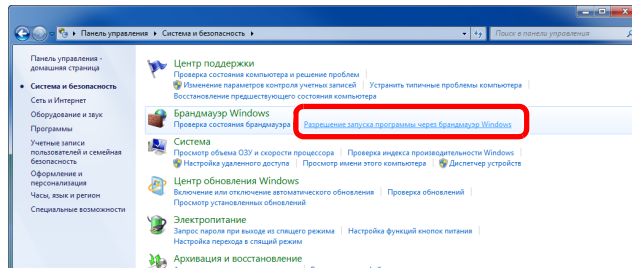 Панель управления ▸ Система и безопасность ▸
Поиск в панели управления
Панель управления -
домашняя страница
Система и безопасность
Сеть и Интернет
Оборудование и звук
Программы
Учетные записи
пользователей и семейная
безопасность
Оформление и
персонализация
Часы, язык и регион
Специальные возможности
Центр поддержки
Проверка состояния компьютера и решение проблем
Изменение параметров контроля учетных записей
Устранить типичные проблемы компьютера
Восстановление предшествующего состояния компьютера
Брандмауэр Windows
Проверка состояния брандмауэра
Разрешение запуска программы через брандмауэр Windows
Система
Просмотр объема ОЗУ и скорости процессора
Проверка индекса производительности Windows
Настройка удаленного доступа
Просмотр имени этого компьютера
Диспетчер устройств
Центр обновления Windows
Включение или отключение автоматического обновления
Проверка обновлений
Просмотр установленных обновлений
Электропитание
Запрос пароля при выходе из спящего режима
Настройка функций кнопок питания
Настройка перехода в спящий режим
Архивация и восстановление